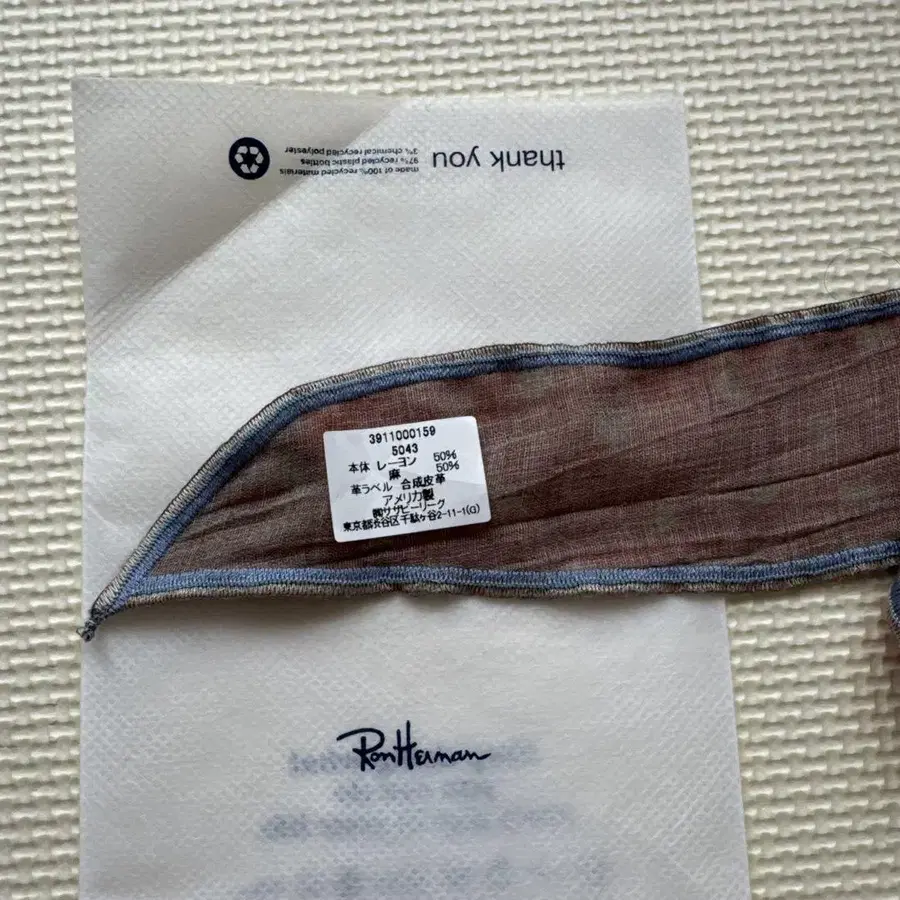 thank you
made of 100% recycled materials
97% recycled plastic bottles
3% chemical recycled polyester
3911000159
5043
本体 レーヨン 50%
麻 50%
革ラベル 合成皮革
アメリカ製
㈱サザビーリーグ
東京都渋谷区千駄ヶ谷2-11-1(G)
RonHerman